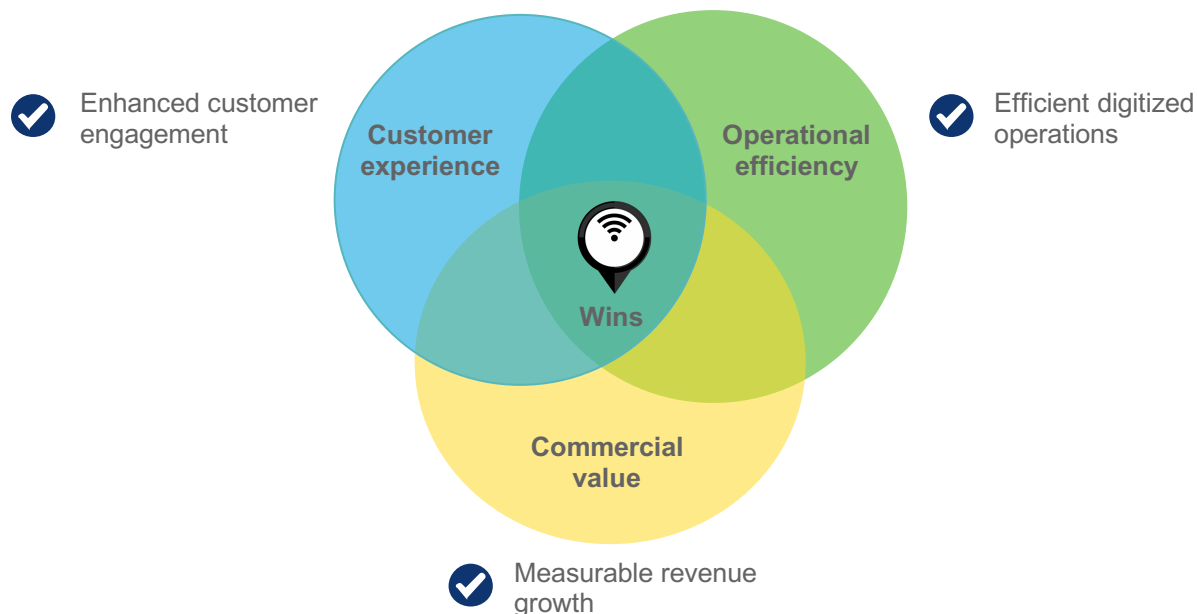 Enhanced customer
engagement
Customer
experience
Operational
efficiency
Efficient digitized
operations
Wins
Commercial
value
Measurable revenue
growth